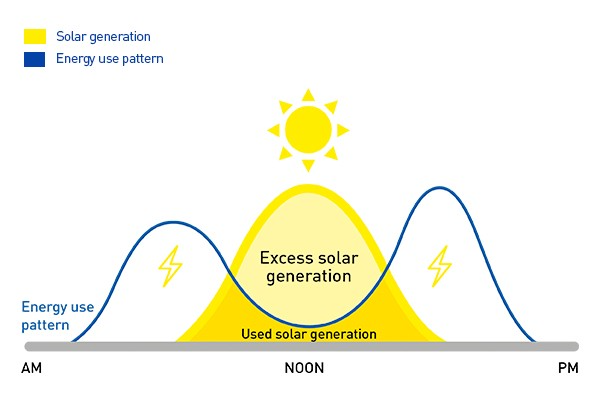 Solar generation
Energy use pattern
Excess solar
generation
Energy use
pattern
Used solar generation
AM
NOON
PM